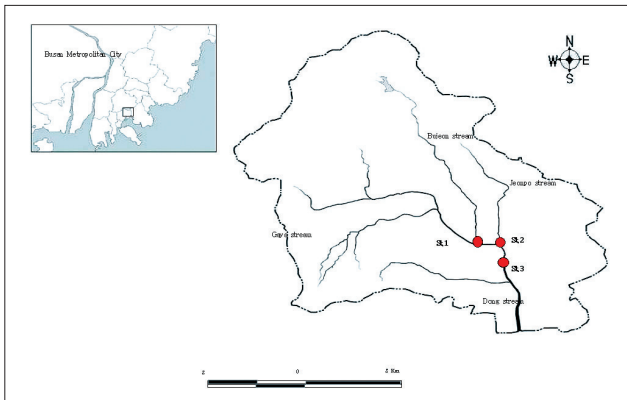 Busan Metropolitan City
N
W E
S
Bujeon stream
Jeonpo stream
Gaya stream
St.1
St.2
St.3
Dong stream
2 0 2 Km